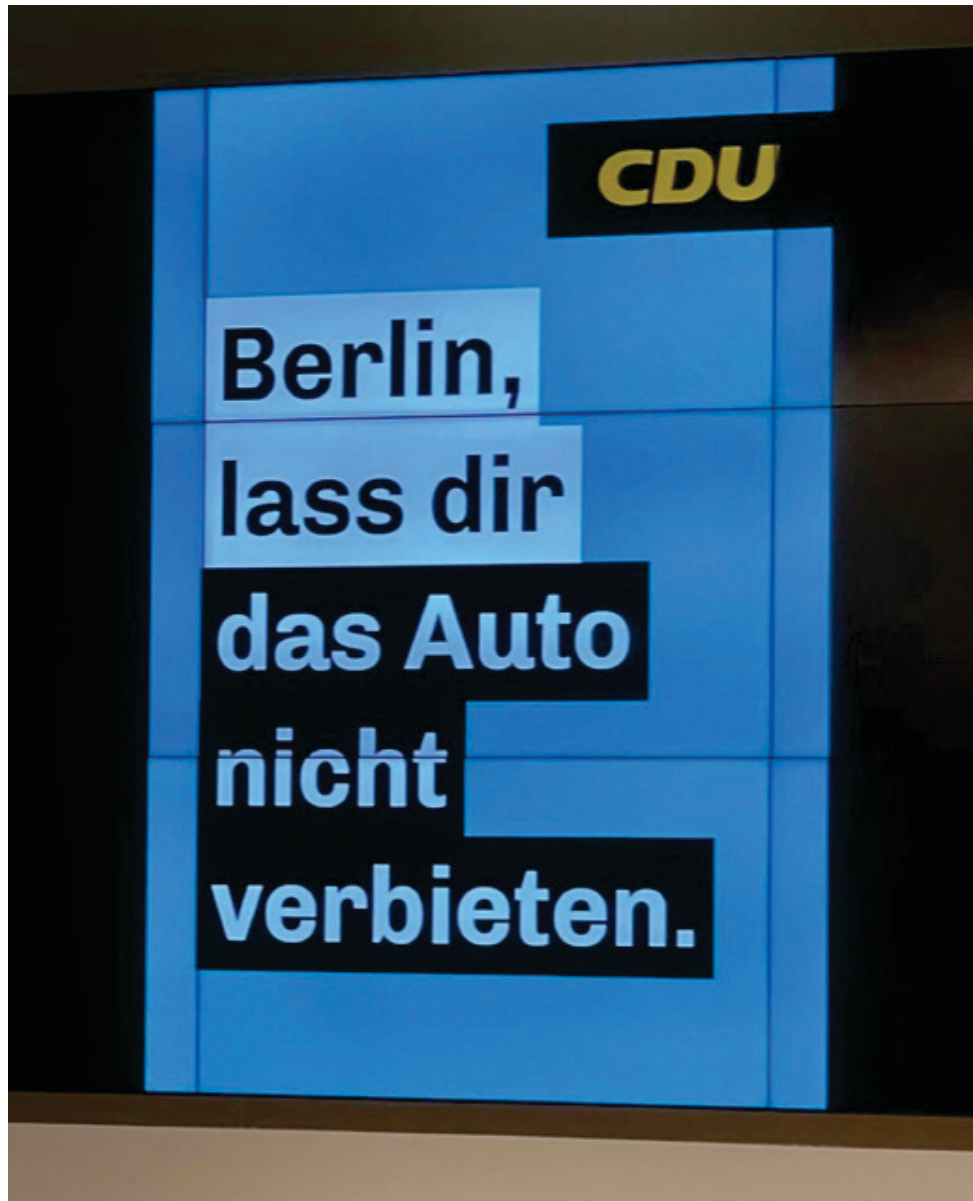 CDU
Berlin,
lass dir
das Auto
nicht
verbieten.